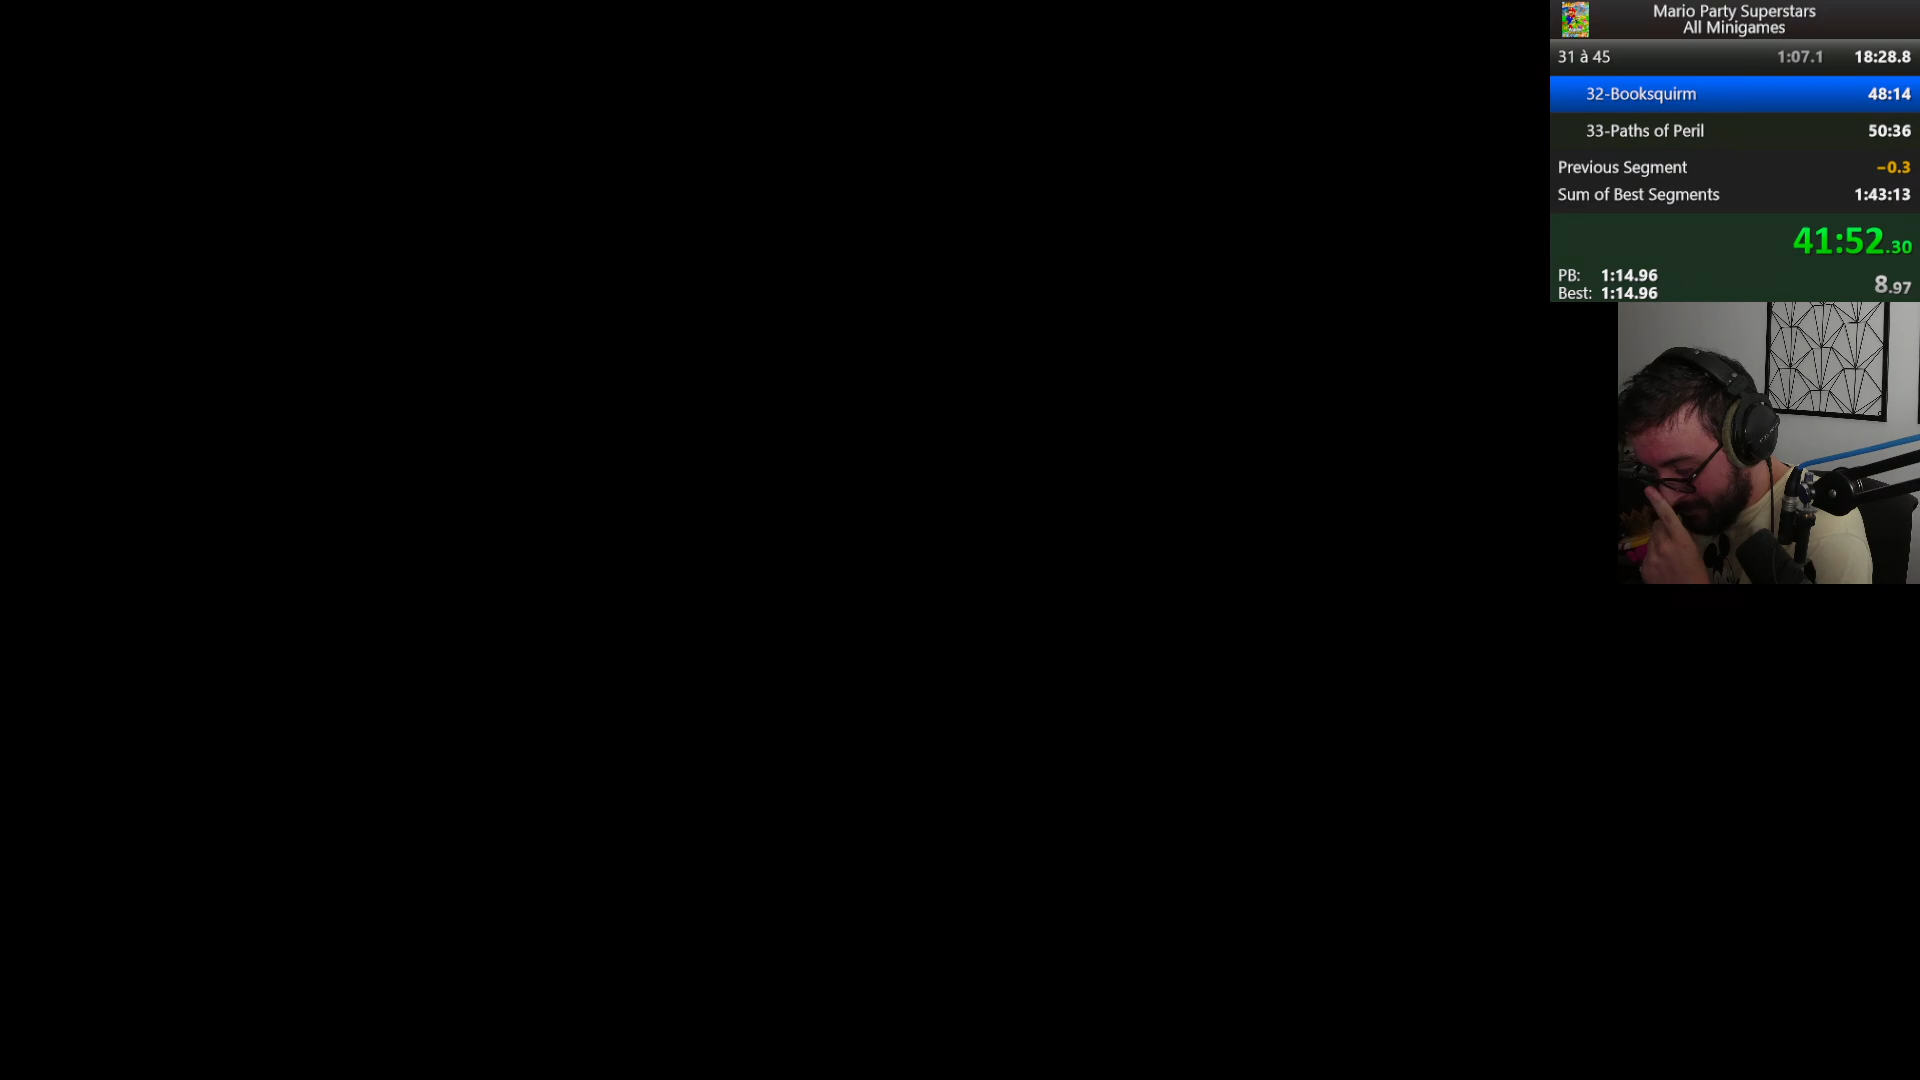 Mario Party Superstars
All Minigames
31 à 45 1:07.1 18:28.8
32-Booksquirm 48:14
33-Paths of Peril 50:36
Previous Segment −0.3
Sum of Best Segments 1:43:13
41:52.30
PB: 1:14.96
Best: 1:14.96
8.97